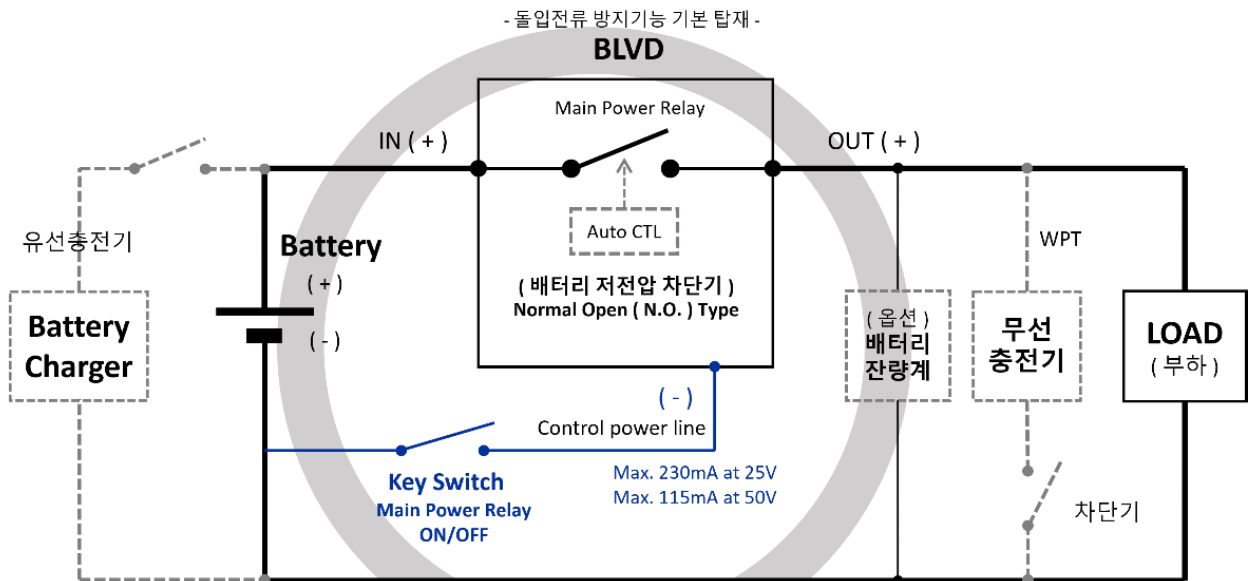 - 돌입전류 방지기능 기본 탑재 -
BLVD
Main Power Relay
IN ( + )
OUT ( + )
Auto CTL
유선충전기
Battery
WPT
( + )
( - )
( 배터리 저전압 차단기 )
Normal Open ( N.O. ) Type
Battery
Charger
( 옵션 )
배터리
잔량계
무선
충전기
LOAD
( 부하 )
( - )
Control power line
Key Switch
Main Power Relay
ON/OFF
Max. 230mA at 25V
Max. 115mA at 50V
차단기